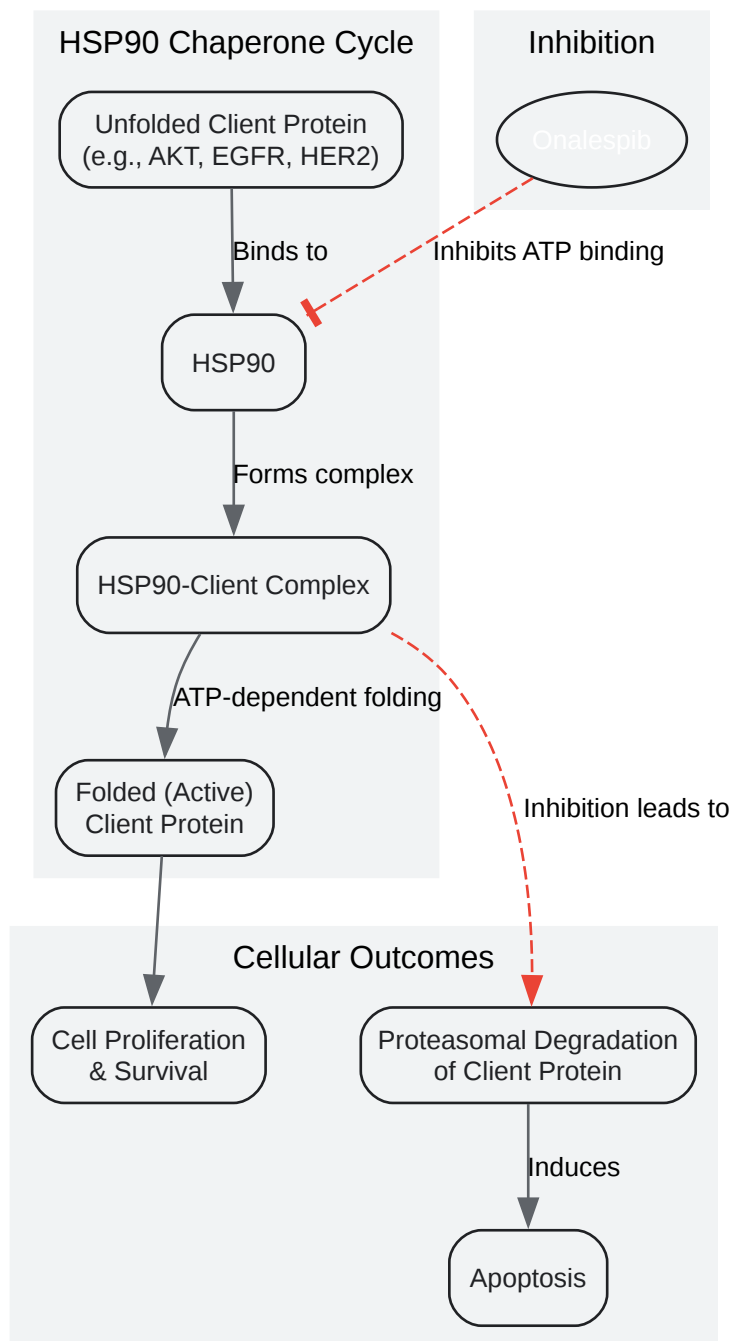 HSP90 Chaperone Cycle
Inhibition
Unfolded Client Protein
(e.g., AKT, EGFR, HER2)
Onalespib
Binds to
Inhibits ATP binding
HSP90
Forms complex
HSP90-Client Complex
ATP-dependent folding
Folded (Active)
Client Protein
Inhibition leads to
Cellular Outcomes
Cell Proliferation
& Survival
Proteasomal Degradation
of Client Protein
Induces
Apoptosis